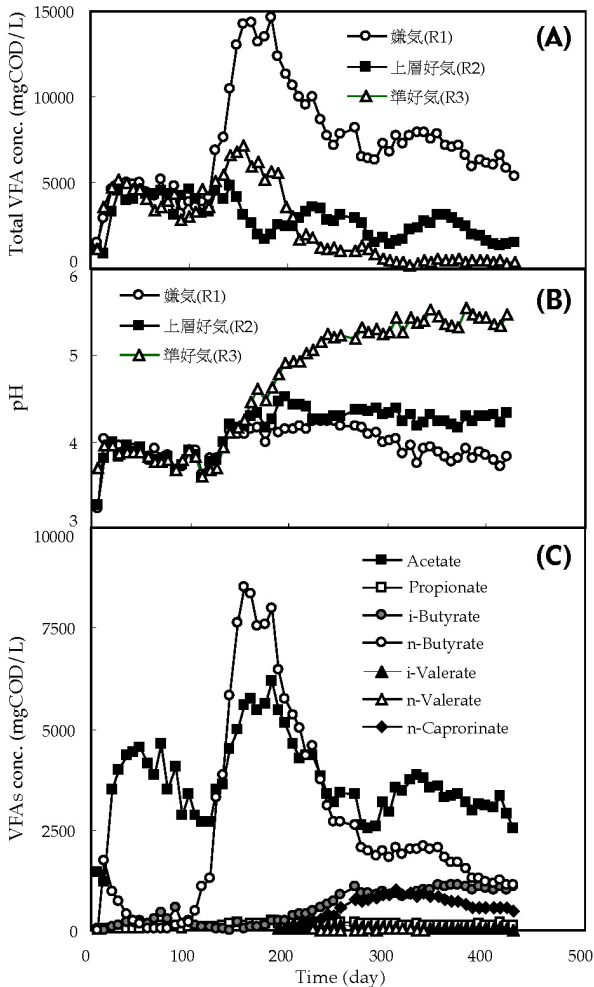 15000
10000
5000
0
Total VFA conc. (mgCOD/L)
(A)
嫌気(R1)
上層好気(R2)
準好気(R3)
6
5
4
3
pH
(B)
嫌気(R1)
上層好気(R2)
準好気(R3)
10000
7500
5000
2500
0
VFAs conc. (mgCOD/L)
(C)
Acetate
Propionate
i-Butyrate
n-Butyrate
i-Valerate
n-Valerate
n-Caprorinate
0 100 200 300 400 500
Time (day)